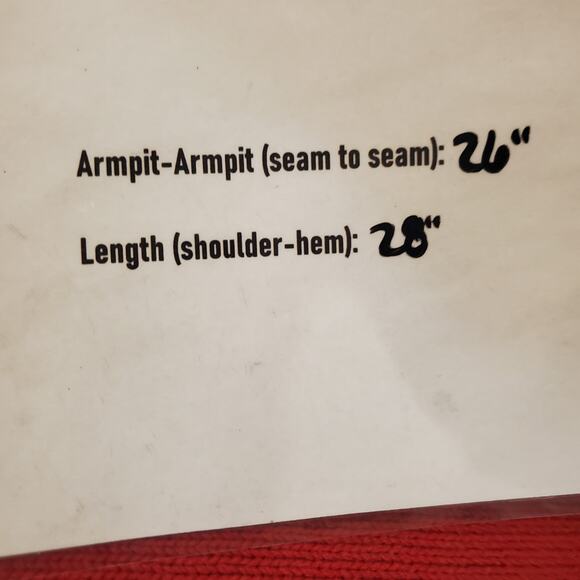 Armpit-Armpit (seam to seam): 26"
Length (shoulder-hem): 28"